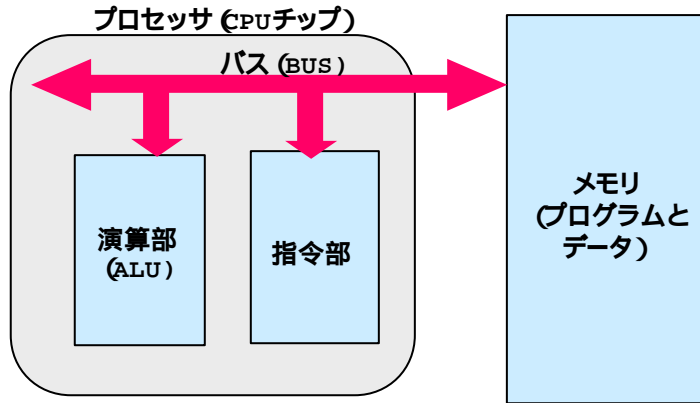 プロセッサ (CPUチップ)
バス (BUS)
演算部
(ALU)
指令部
メモリ
(プログラムと
データ)